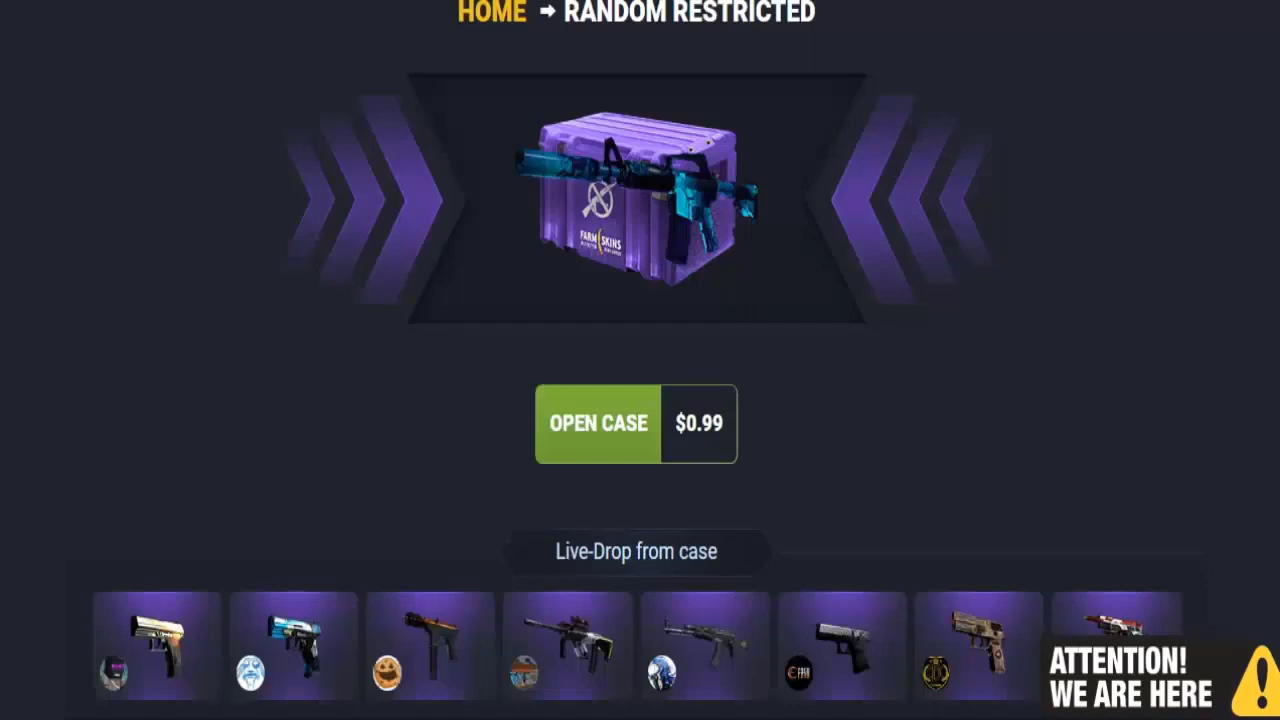 HOME ➡ RANDOM RESTRICTED
FARM SKINS
OPEN CASE $0.99
Live-Drop from case
ATTENTION!
WE ARE HERE